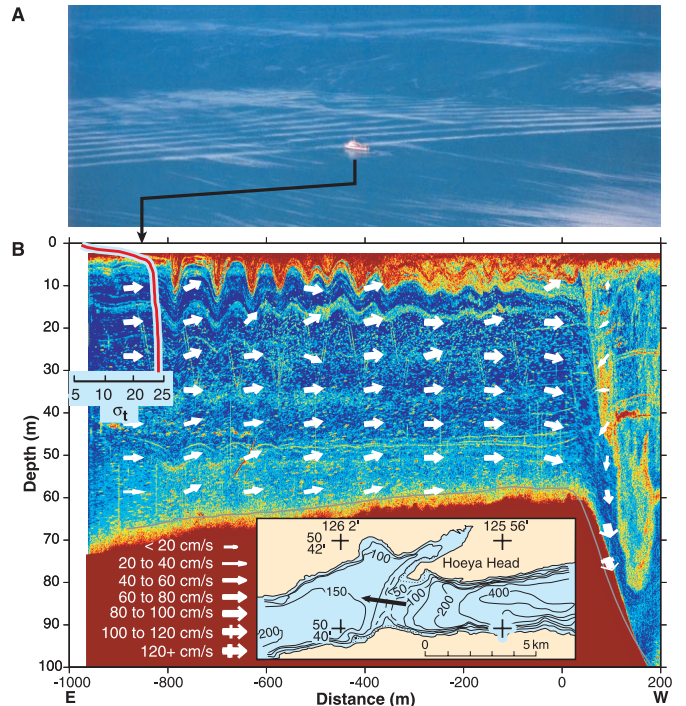 A
B
0
10
20
30
40
50
60
70
80
90
100
Depth (m)
5 10 20 24
σt
< 20 cm/s
20 to 40 cm/s
40 to 60 cm/s
60 to 80 cm/s
80 to 100 cm/s
100 to 120 cm/s
120+ cm/s
126 2'
125 56'
50
42'
100
Hoeya Head
150
50
100
200
400
200
50
40'
0
5 km
-1000 -800 -600 -400 -200 0 200
E
Distance (m)
W